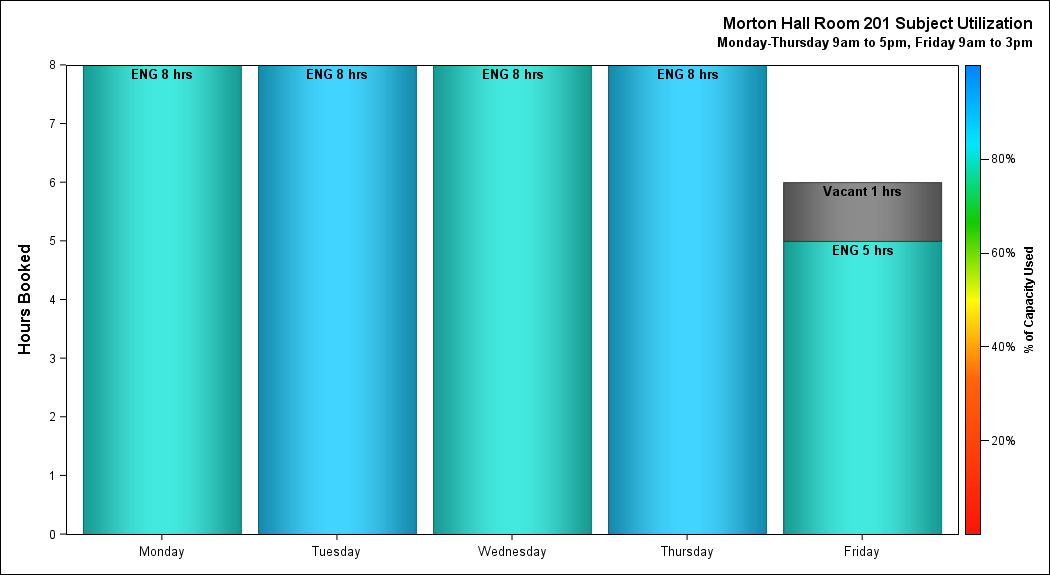 Morton Hall Room 201 Subject Utilization
Monday-Thursday 9am to 5pm, Friday 9am to 3pm
Hours Booked
8
7
6
5
4
3
2
1
0
ENG 8 hrs
ENG 8 hrs
ENG 8 hrs
ENG 8 hrs
Vacant 1 hrs
ENG 5 hrs
Monday
Tuesday
Wednesday
Thursday
Friday
80%
60%
40%
20%
% of Capacity Used